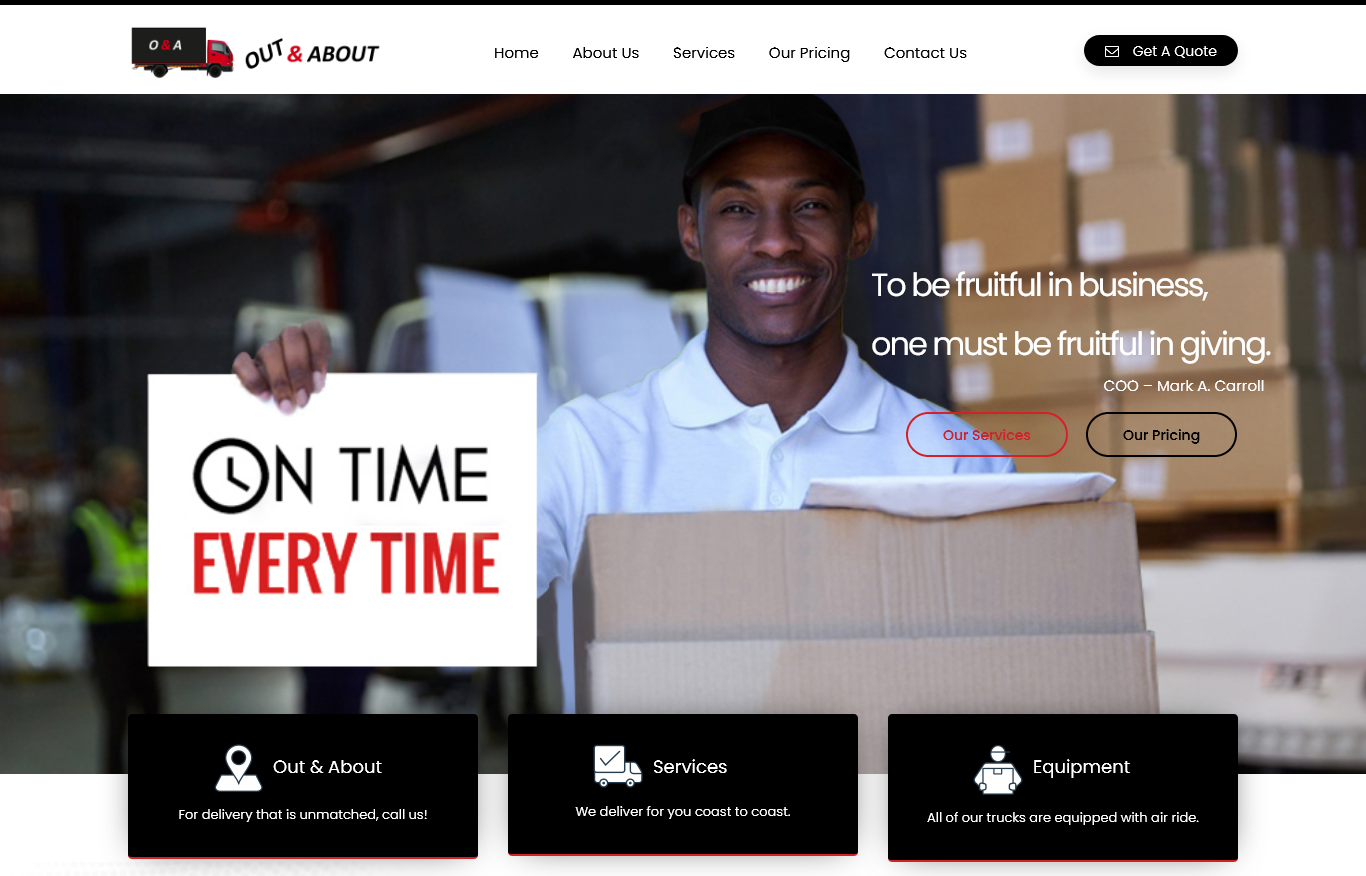 O & A
OUT & ABOUT
Home
About Us
Services
Our Pricing
Contact Us
Get A Quote
To be fruitful in business,
one must be fruitful in giving.
COO – Mark A. Carroll
Our Services
Our Pricing
ON TIME
EVERY TIME
Out & About
For delivery that is unmatched, call us!
Services
We deliver for you coast to coast.
Equipment
All of our trucks are equipped with air ride.